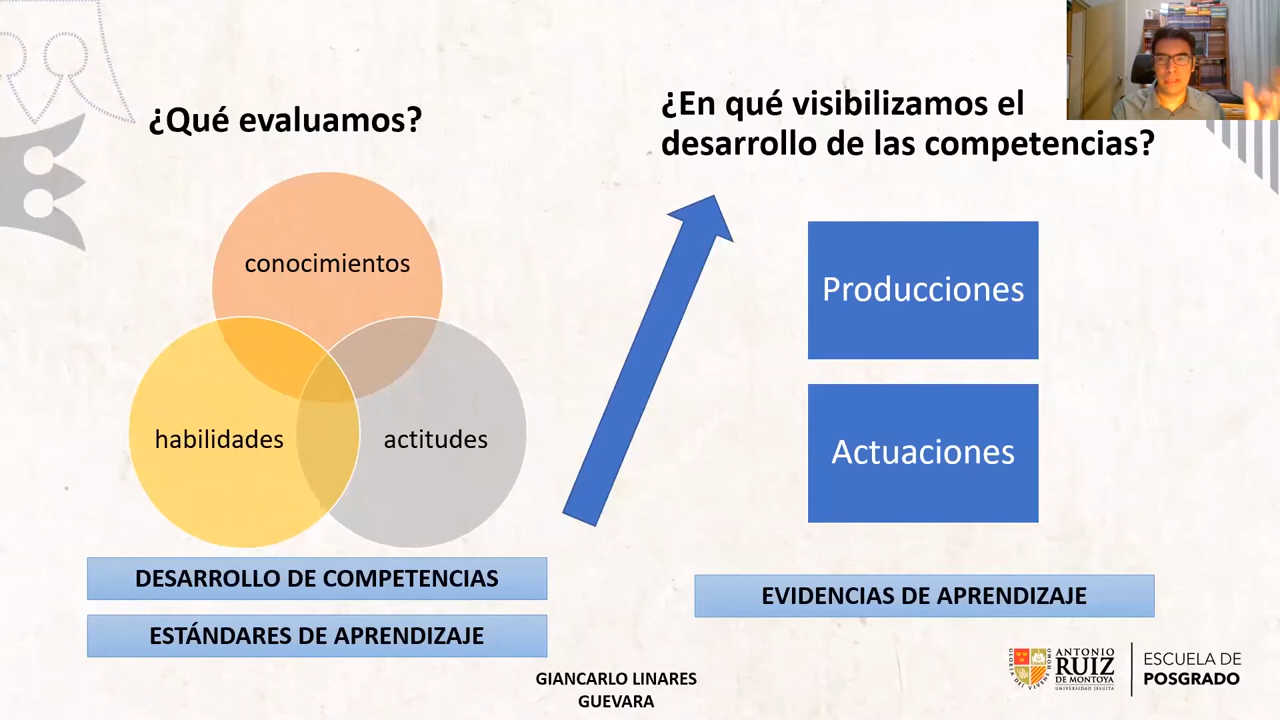 ¿Qué evaluamos?
conocimientos
habilidades
actitudes
DESARROLLO DE COMPETENCIAS
ESTÁNDARES DE APRENDIZAJE
¿En qué visibilizamos el
desarrollo de las competencias?
Producciones
Actuaciones
EVIDENCIAS DE APRENDIZAJE
GIANCARLO LINARES
GUEVARA
ANTONIO
RUIZ
DE MONTOYA
UNIVERSIDAD JESUITA
ESCUELA DE
POSGRADO